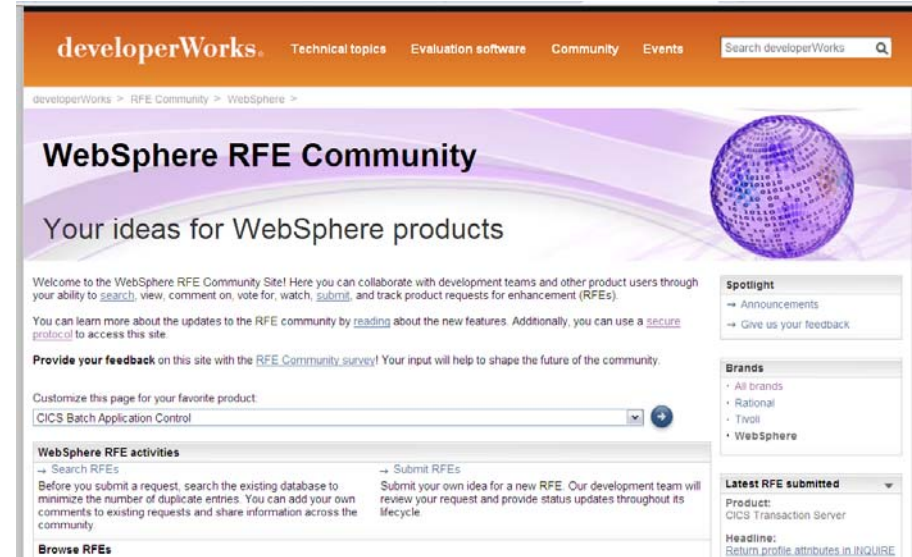 developerWorks.
Technical topics Evaluation software Community Events
Search developerWorks
developerWorks > RFE Community > WebSphere >
WebSphere RFE Community
Your ideas for WebSphere products
Welcome to the WebSphere RFE Community Site! Here you can collaborate with development teams and other product users through
your ability to search, view, comment on, vote for, watch, submit, and track product requests for enhancement (RFEs).
You can learn more about the updates to the RFE community by reading about the new features. Additionally, you can use a secure
protocol to access this site.
Provide your feedback on this site with the RFE Community survey! Your input will help to shape the future of the community.
Customize this page for your favorite product:
CICS Batch Application Control
WebSphere RFE activities
→ Search RFEs
Before you submit a request, search the existing database to
minimize the number of duplicate entries. You can add your own
comments to existing requests and share information across the
community.
→ Submit RFEs
Submit your own idea for a new RFE. Our development team will
review your request and provide status updates throughout its
lifecycle.
Browse RFEs
Spotlight
→ Announcements
→ Give us your feedback
Brands
· All brands
· Rational
· Tivoli
· WebSphere
Latest RFE submitted
Product:
CICS Transaction Server
Headline:
Return profile attributes in INQUIRE